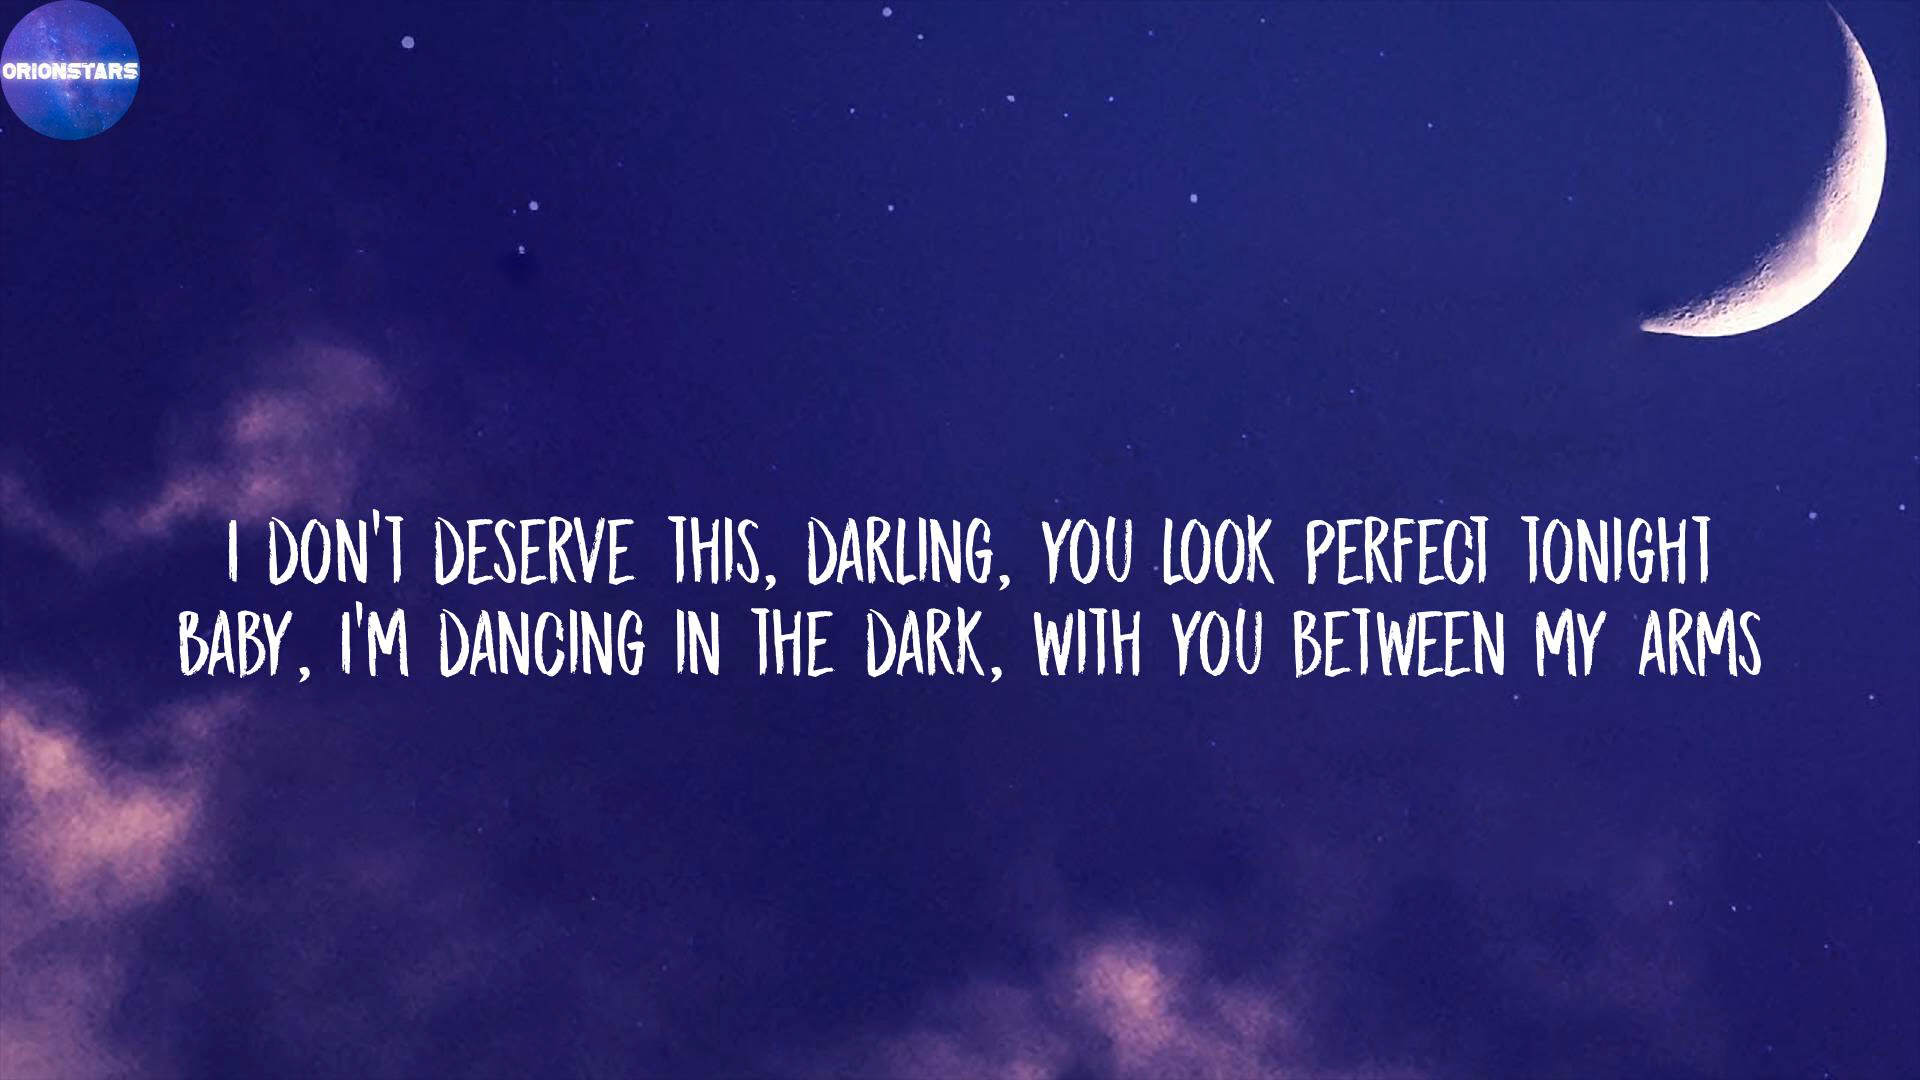 ORIONSTARS
I DON'T DESERVE THIS, DARLING, YOU LOOK PERFECT TONIGHT
BABY, I'M DANCING IN THE DARK, WITH YOU BETWEEN MY ARMS